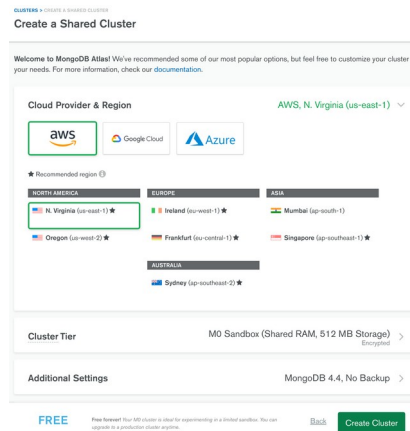 CLUSTERS > CREATE A SHARED CLUSTER
Create a Shared Cluster
Welcome to MongoDB Atlas! We've recommended some of our most popular options, but feel free to customize your cluster
your needs. For more information, check our documentation.
Cloud Provider & Region
AWS, N. Virginia (us-east-1)
aws
Google Cloud
Azure
★ Recommended region
NORTH AMERICA
N. Virginia (us-east-1) ★
Oregon (us-west-2) ★
EUROPE
Ireland (eu-west-1) ★
Frankfurt (eu-central-1) ★
ASIA
Mumbai (ap-south-1)
Singapore (ap-southeast-1) ★
AUSTRALIA
Sydney (ap-southeast-2) ★
Cluster Tier
M0 Sandbox (Shared RAM, 512 MB Storage)
Encrypted
Additional Settings
MongoDB 4.4, No Backup
FREE
Free forever! Your M0 cluster is ideal for experimenting in a limited sandbox. You can
upgrade to a production cluster anytime.
Back
Create Cluster